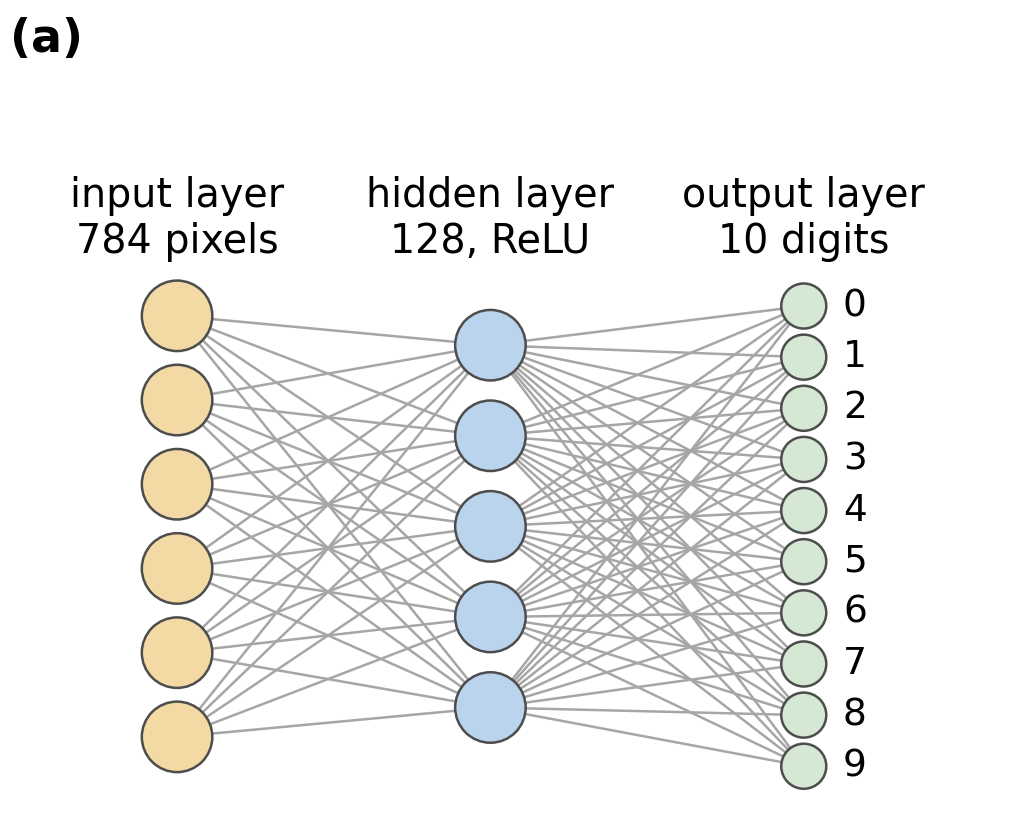 (a)
input layer
784 pixels
hidden layer
128, ReLU
output layer
10 digits
0
1
2
3
4
5
6
7
8
9